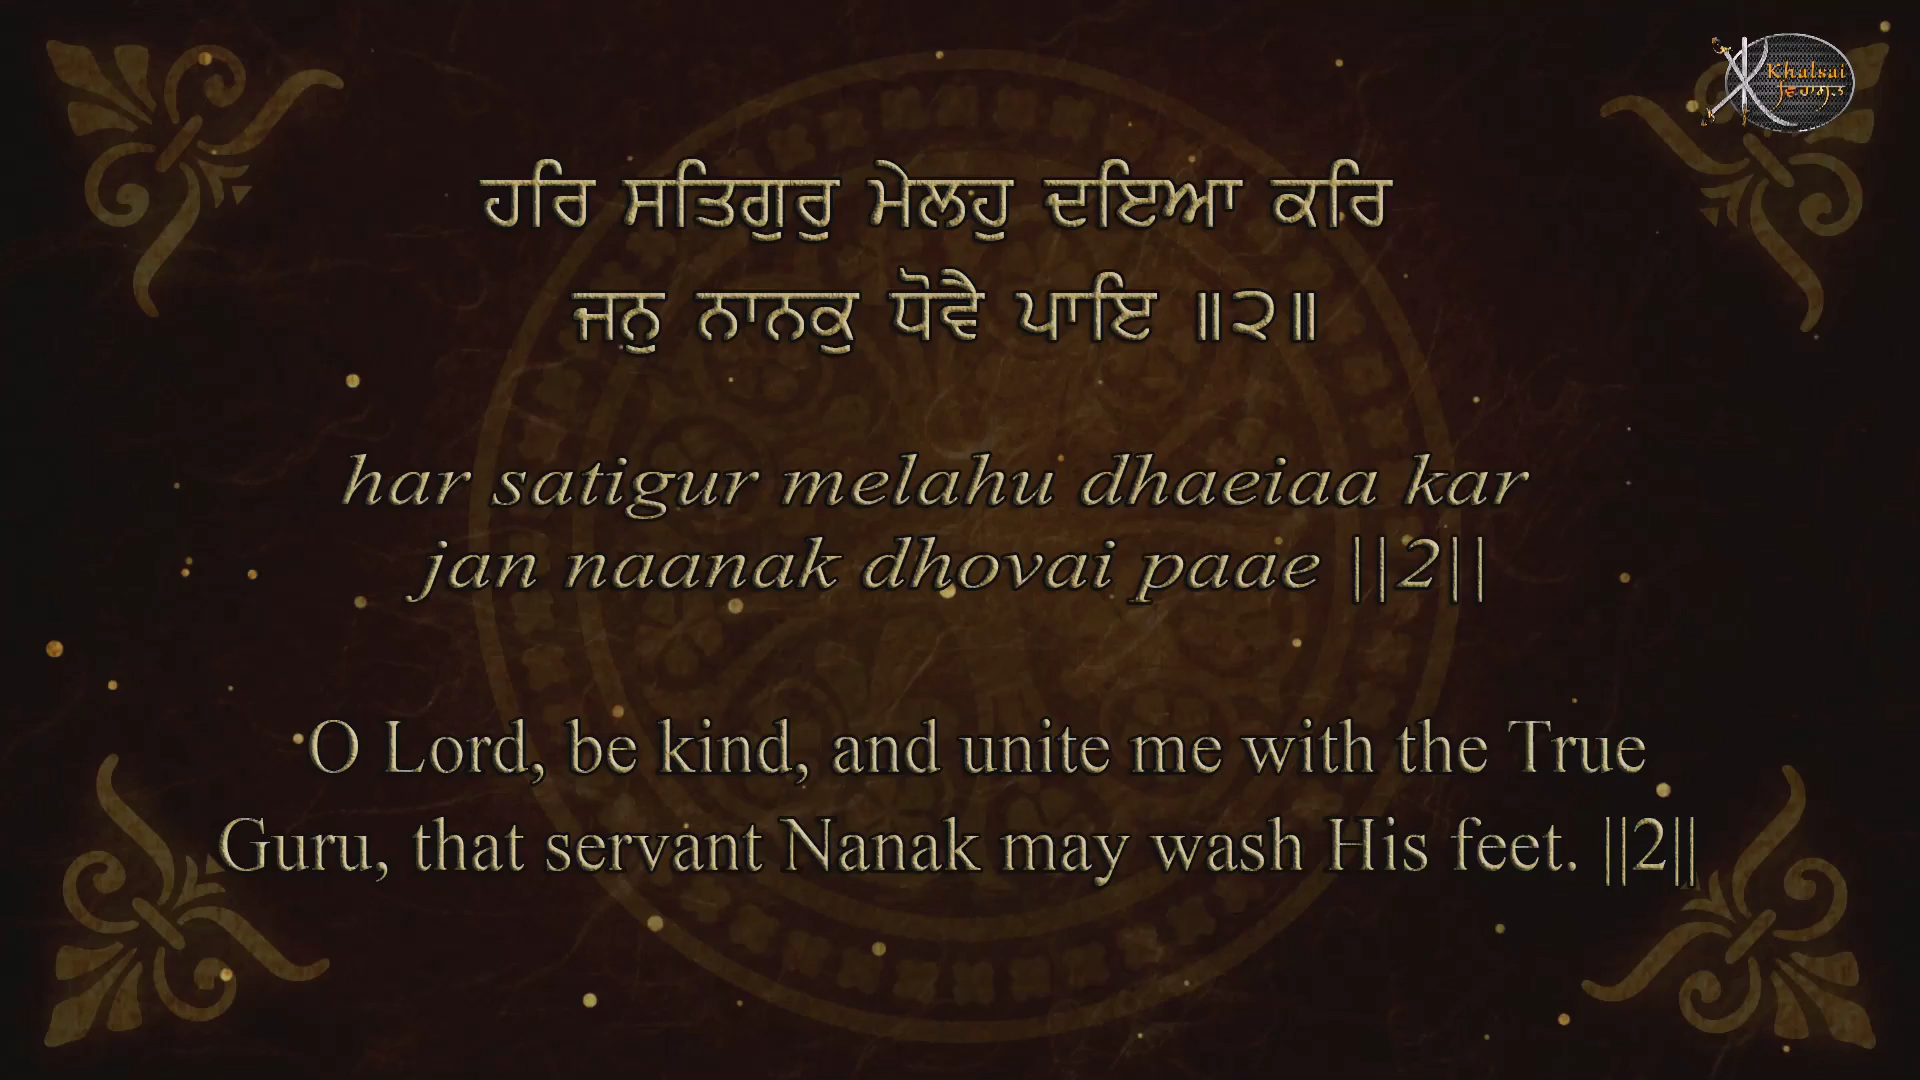 Khalsai
ਵਿਰਾਸਤ
ਹਰਿ ਸਤਿਗੁਰੁ ਮੇਲਹੁ ਦਇਆ ਕਰਿ
ਜਨੁ ਨਾਨਕੁ ਧੋਵੈ ਪਾਇ ॥੨॥
har satigur melahu dhaeiaa kar
jan naanak dhovai paae ||2||
O Lord, be kind, and unite me with the True
Guru, that servant Nanak may wash His feet. ||2||